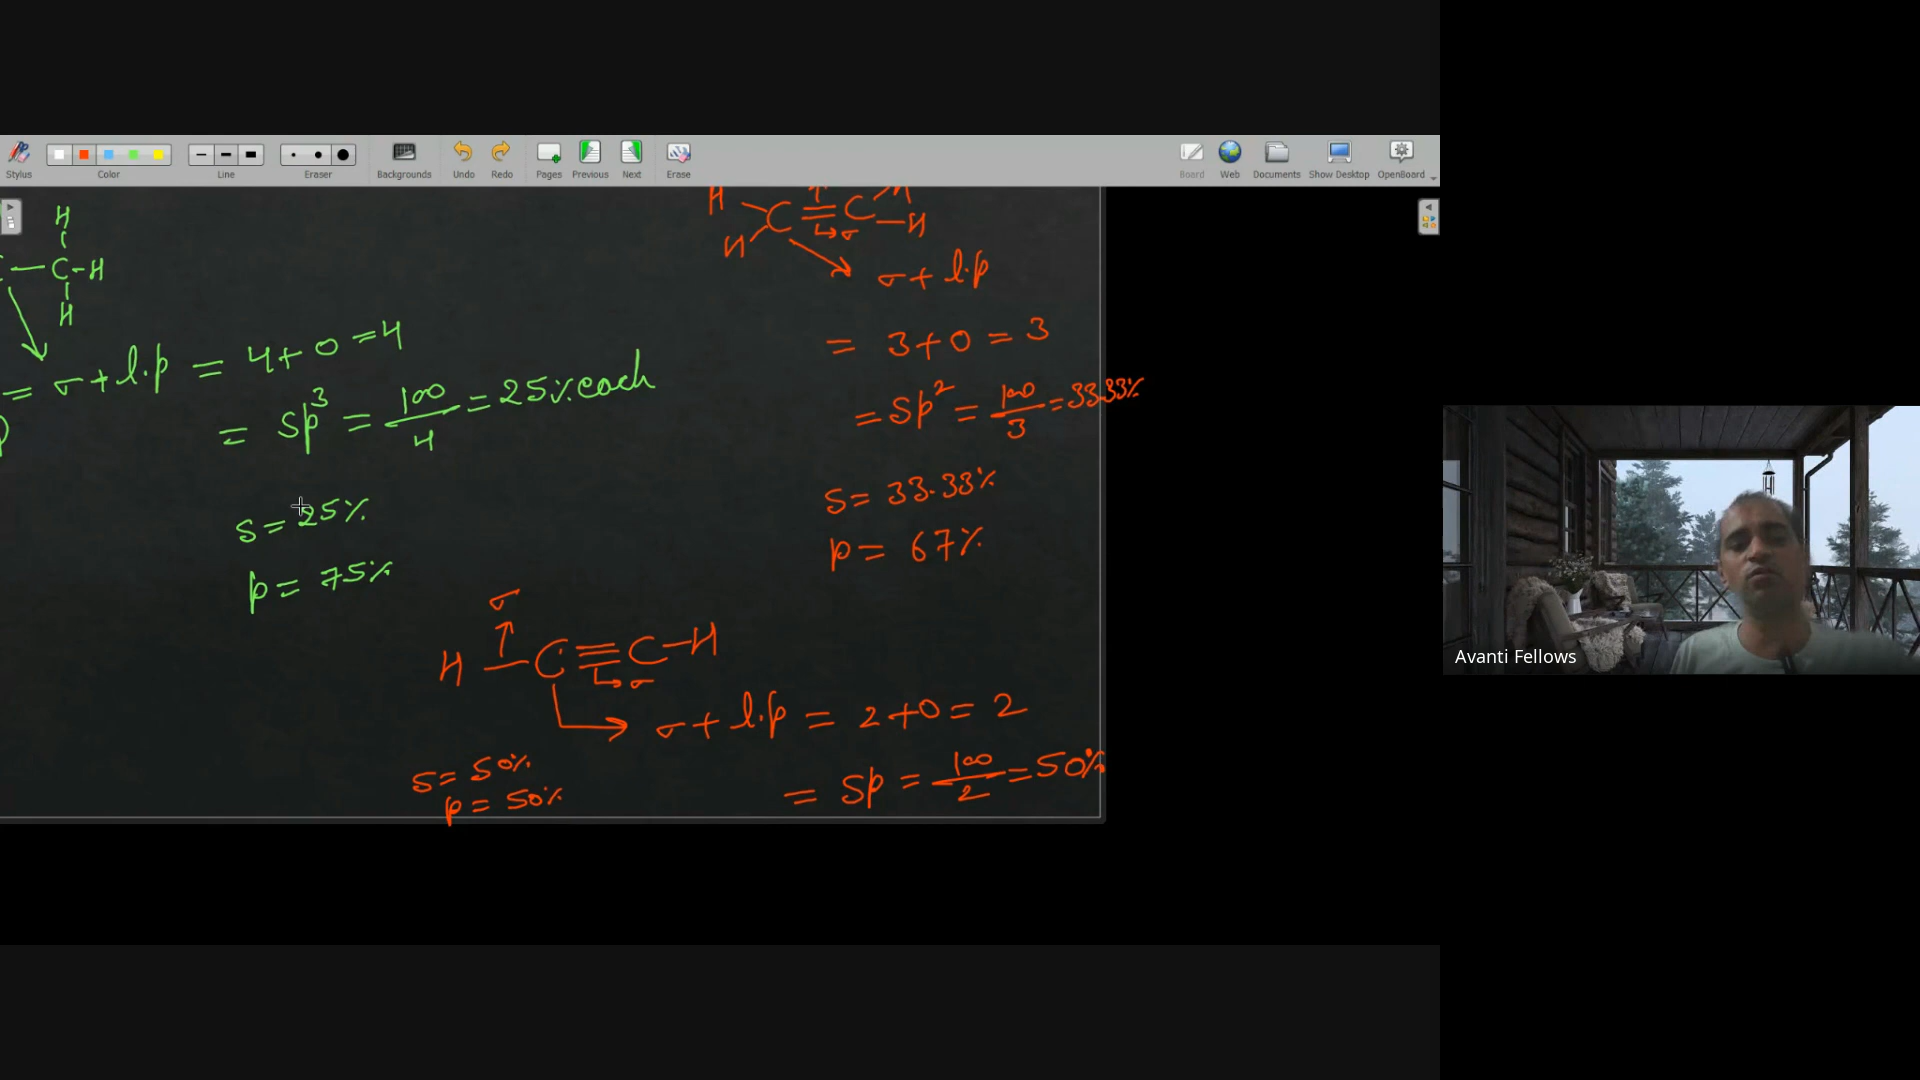 Stylus Color Line Eraser Backgrounds Undo Redo Pages Previous Next Erase Board Web Documents Show Desktop OpenBoard
H
C-H
H
= σ + l.p = 4+0 = 4
= sp³ = 100/4 = 25% each
s = 25%
p = 75%
H C = C H
H H
σ
σ + l.p
= 3+0 = 3
= sp² = 100/3 = 33.33%
s = 33.33%
p = 67%
σ
H — C ≡ C — H
σ
σ + l.p = 2+0 = 2
= sp = 100/2 = 50%
s = 50%
p = 50%
Avanti Fellows